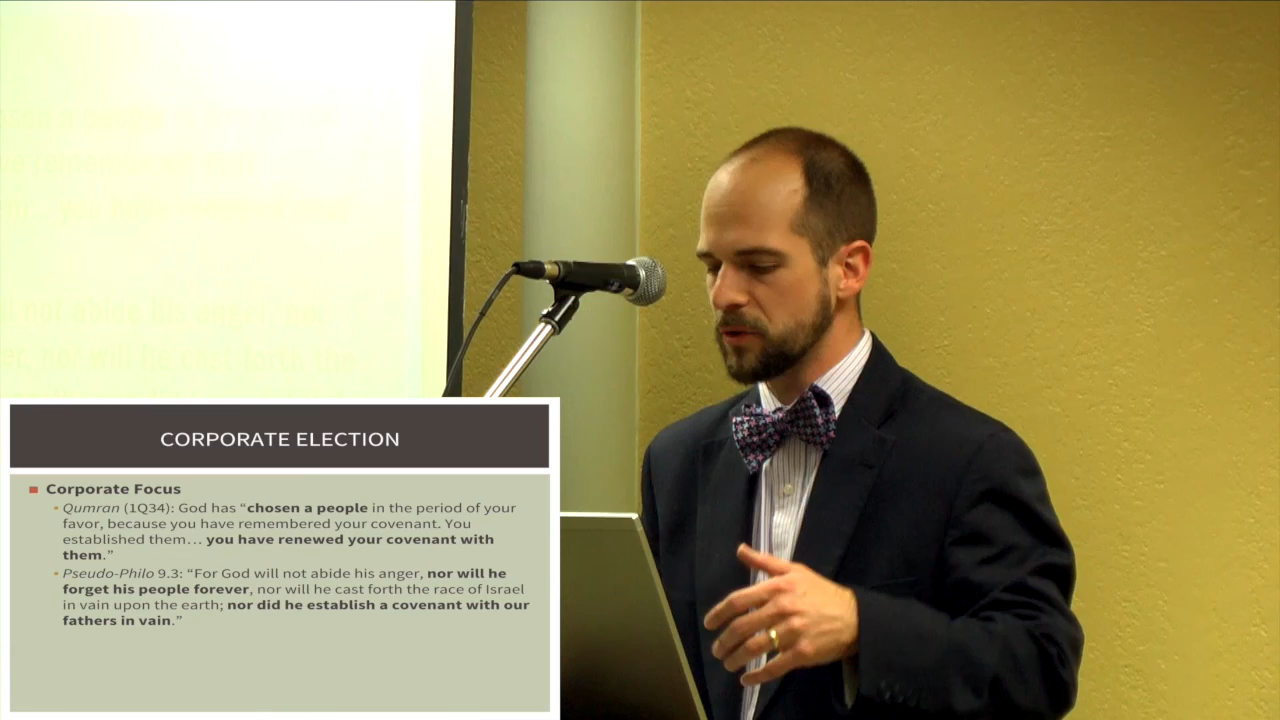 CORPORATE ELECTION
Corporate Focus
Qumran (1Q34): God has “chosen a people in the period of your
favor, because you have remembered your covenant. You
established them… you have renewed your covenant with
them.”
Pseudo-Philo 9.3: “For God will not abide his anger, nor will he
forget his people forever, nor will he cast forth the race of Israel
in vain upon the earth; nor did he establish a covenant with our
fathers in vain.”